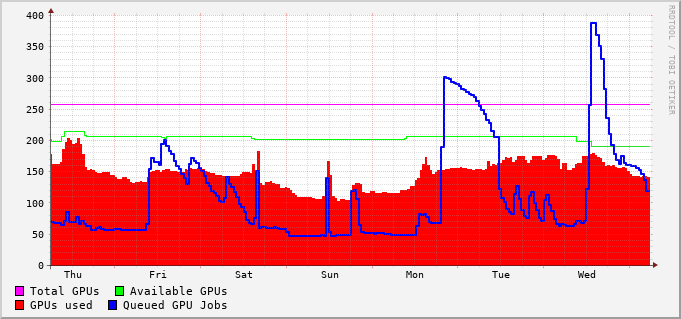 400
350
300
250
200
150
100
50
0
Thu Fri Sat Sun Mon Tue Wed
Total GPUs Available GPUs
GPUs used Queued GPU Jobs
RRDTOOL / TOBI OETIKER